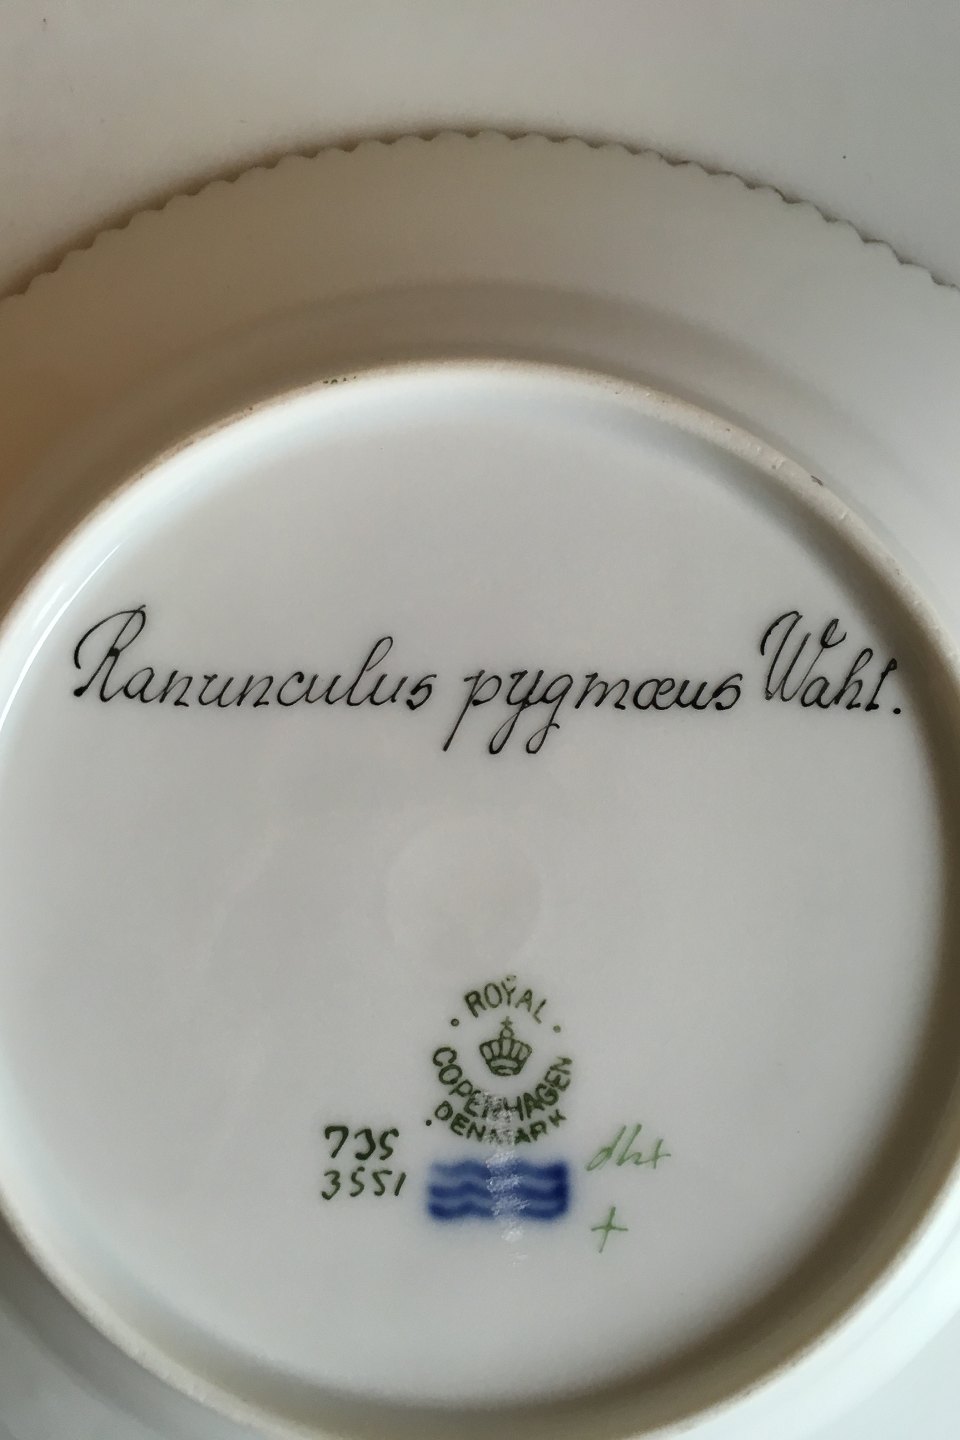 Ranunculus pygmæus Wahl.
ROYAL
COPENHAGEN
DENMARK
735
3551